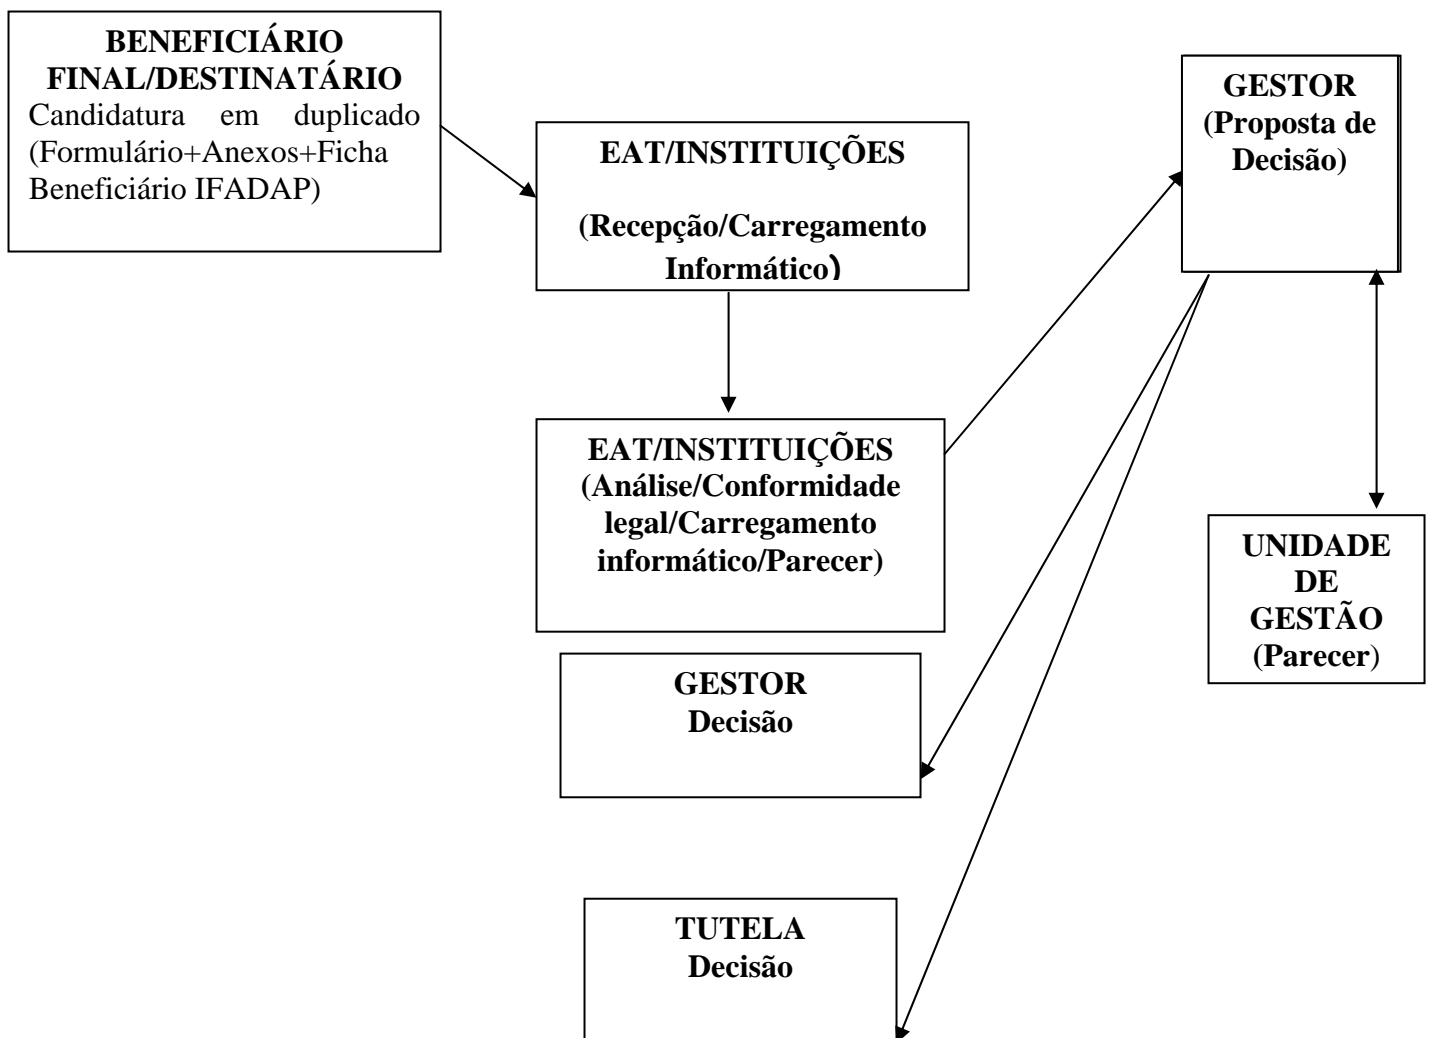 BENEFICIÁRIO
FINAL/DESTINATÁRIO
Candidatura em duplicado
(Formulário+Anexos+Ficha
Beneficiário IFADAP)
EAT/INSTITUIÇÕES
(Recepção/Carregamento
Informático)
GESTOR
(Proposta de
Decisão)
EAT/INSTITUIÇÕES
(Análise/Conformidade
legal/Carregamento
informático/Parecer)
UNIDADE
DE
GESTÃO
(Parecer)
GESTOR
Decisão
TUTELA
Decisão